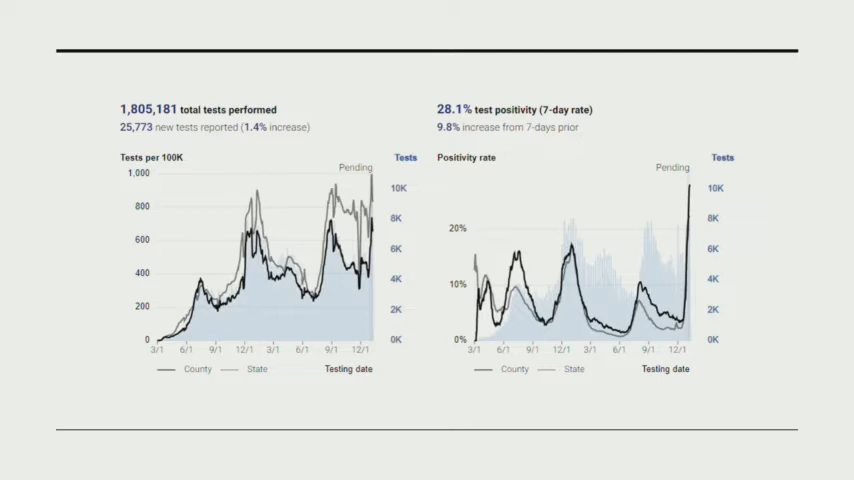 1,805,181 total tests performed
25,773 new tests reported (1.4% increase)
Tests per 100K
Tests
Pending
1,000
800
600
400
200
0
10K
8K
6K
4K
2K
0K
3/1 6/1 9/1 12/1 3/1 6/1 9/1 12/1
County State Testing date
28.1% test positivity (7-day rate)
9.8% increase from 7-days prior
Positivity rate
Tests
Pending
20%
10%
0%
10K
8K
6K
4K
2K
0K
3/1 6/1 9/1 12/1 3/1 6/1 9/1 12/1
County State Testing date